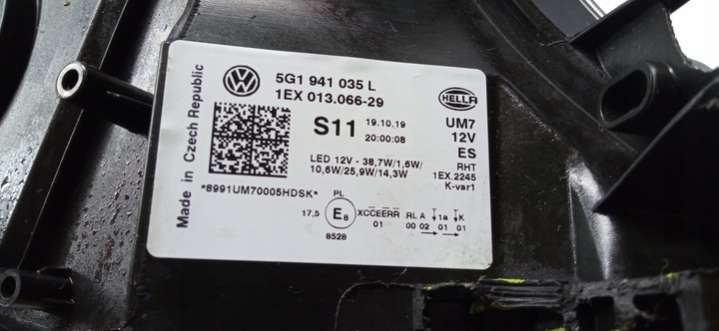 5G1 941 035 L
1EX 013.066-29
HELLA
S11
19.10.19
20:00:08
UM7
12V
ES
LED 12V - 38,7W/1,6W/
10,6W/25,9W/14,3W
RHT
1EX.2245
K-var1
Made in Czech Republic
*8991UM70005HDSK*
PL
17,5
E8
XCCEERR RL A 1a K
01 00 02 01 01
8528